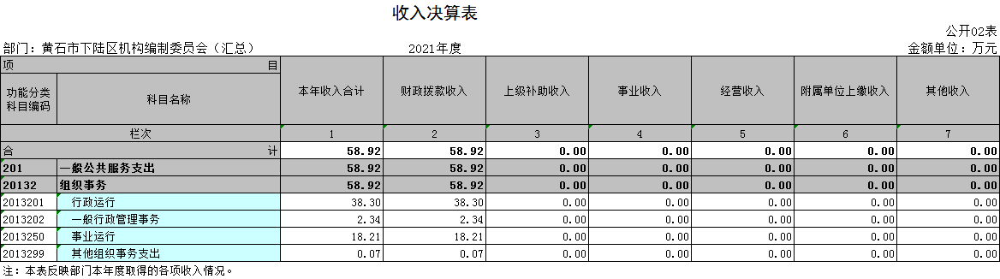 收入决算表
公开02表
部门：黄石市下陆区机构编制委员会（汇总） 2021年度 金额单位：万元
项 目 本年收入合计 财政拨款收入 上级补助收入 事业收入 经营收入 附属单位上缴收入 其他收入
功能分类科目编码 科目名称
栏次 1 2 3 4 5 6 7
合 计 58.92 58.92 0.00 0.00 0.00 0.00 0.00
201 一般公共服务支出 58.92 58.92 0.00 0.00 0.00 0.00 0.00
20132 组织事务 58.92 58.92 0.00 0.00 0.00 0.00 0.00
2013201 行政运行 38.30 38.30 0.00 0.00 0.00 0.00 0.00
2013202 一般行政管理事务 2.34 2.34 0.00 0.00 0.00 0.00 0.00
2013250 事业运行 18.21 18.21 0.00 0.00 0.00 0.00 0.00
2013299 其他组织事务支出 0.07 0.07 0.00 0.00 0.00 0.00 0.00
注：本表反映部门本年度取得的各项收入情况。